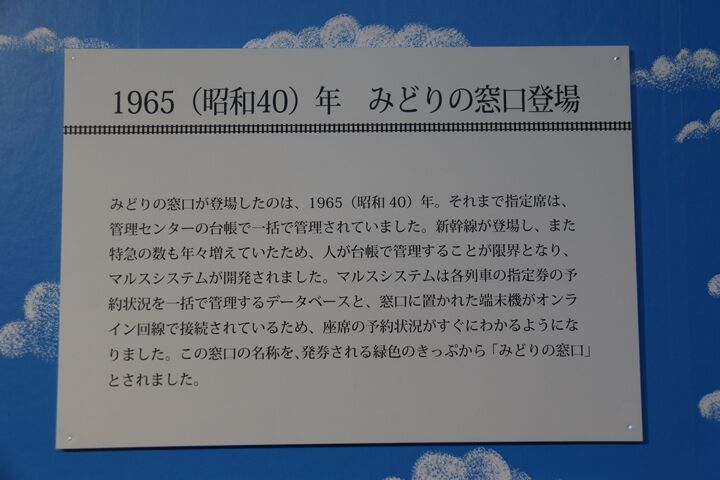 1965（昭和40）年　みどりの窓口登場
みどりの窓口が登場したのは、1965（昭和 40）年。それまで指定席は、
管理センターの台帳で一括で管理されていました。新幹線が登場し、また
特急の数も年々増えていたため、人が台帳で管理することが限界となり、
マルスシステムが開発されました。マルスシステムは各列車の指定券の予
約状況を一括で管理するデータベースと、窓口に置かれた端末機がオンラ
イン回線で接続されているため、座席の予約状況がすぐにわかるようにな
りました。この窓口の名称を、発券される緑色のきっぷから「みどりの窓口」
とされました。